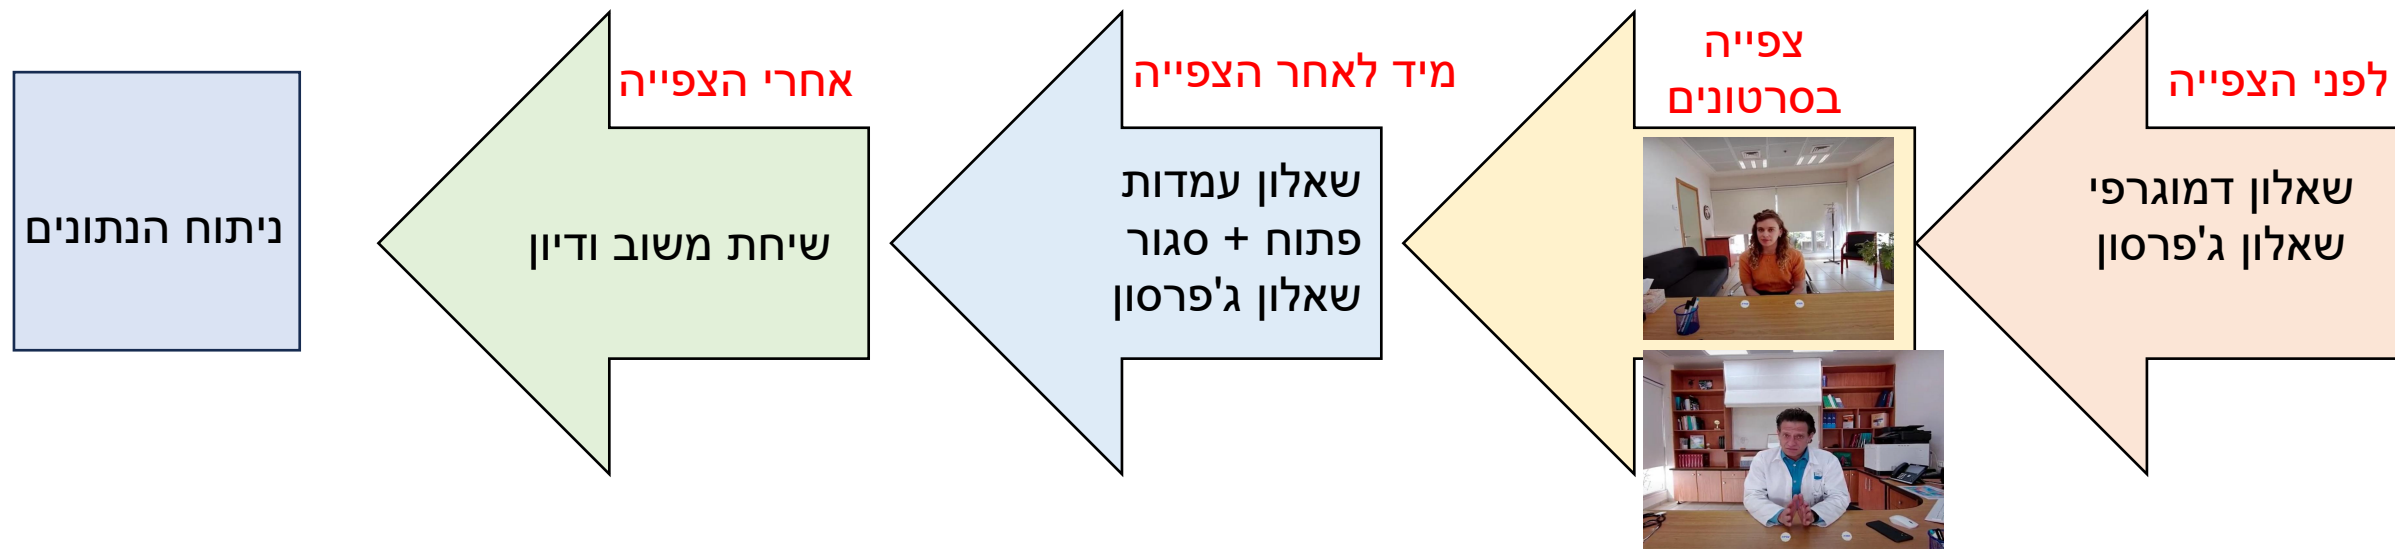 לפני הצפייה
שאלון דמוגרפי
שאלון ג'פרסון
צפייה
בסרטונים
מיד לאחר הצפייה
שאלון עמדות
פתוח + סגור
שאלון ג'פרסון
אחרי הצפייה
שיחת משוב ודיון
ניתוח הנתונים